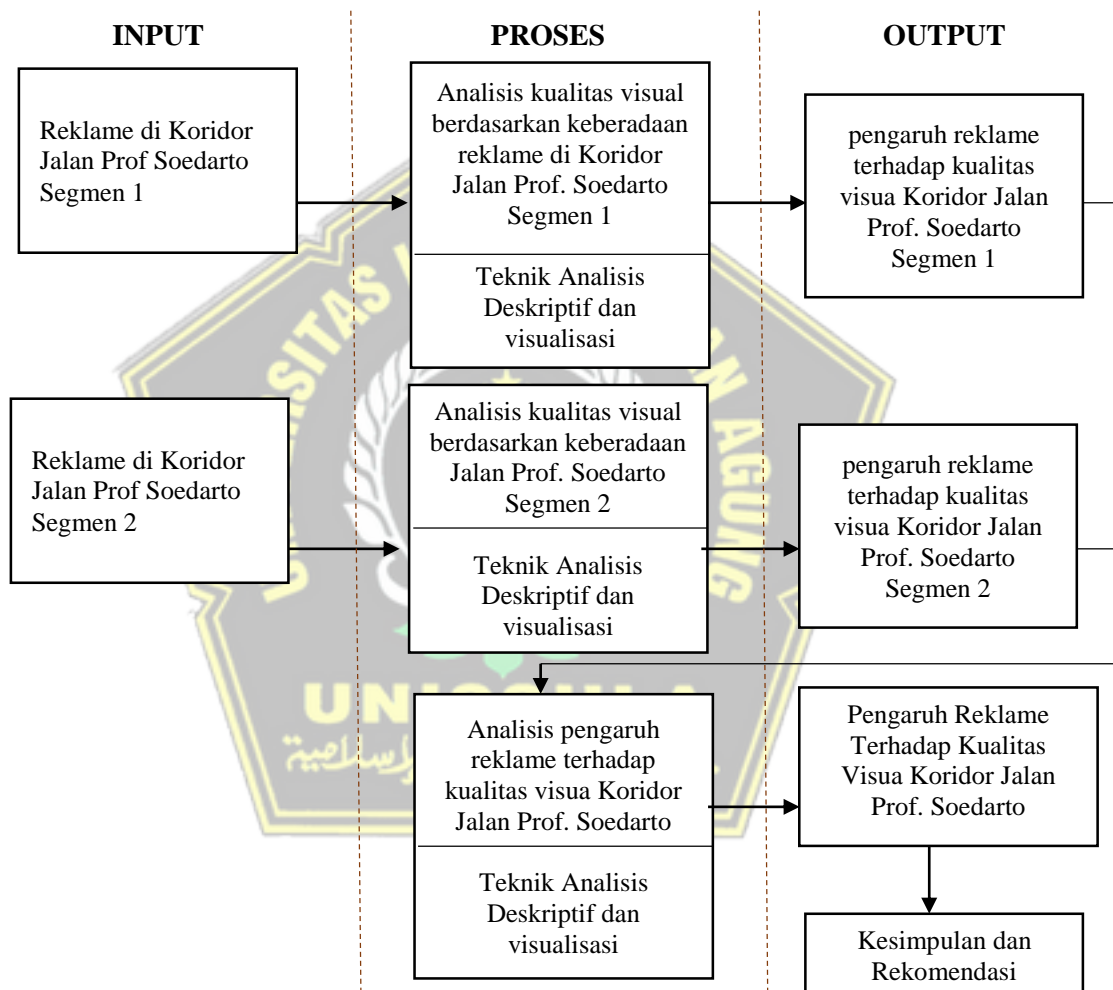 INPUT
PROSES
OUTPUT
Reklame di Koridor
Jalan Prof Soedarto
Segmen 1
Analisis kualitas visual
berdasarkan keberadaan
reklame di Koridor
Jalan Prof. Soedarto
Segmen 1
Teknik Analisis
Deskriptif dan
visualisasi
pengaruh reklame
terhadap kualitas
visua Koridor Jalan
Prof. Soedarto
Segmen 1
Reklame di Koridor
Jalan Prof Soedarto
Segmen 2
Analisis kualitas visual
berdasarkan keberadaan
Jalan Prof. Soedarto
Segmen 2
Teknik Analisis
Deskriptif dan
visualisasi
pengaruh reklame
terhadap kualitas
visua Koridor Jalan
Prof. Soedarto
Segmen 2
Analisis pengaruh
reklame terhadap
kualitas visua Koridor
Jalan Prof. Soedarto
Teknik Analisis
Deskriptif dan
visualisasi
Pengaruh Reklame
Terhadap Kualitas
Visua Koridor Jalan
Prof. Soedarto
Kesimpulan dan
Rekomendasi
AGUNG